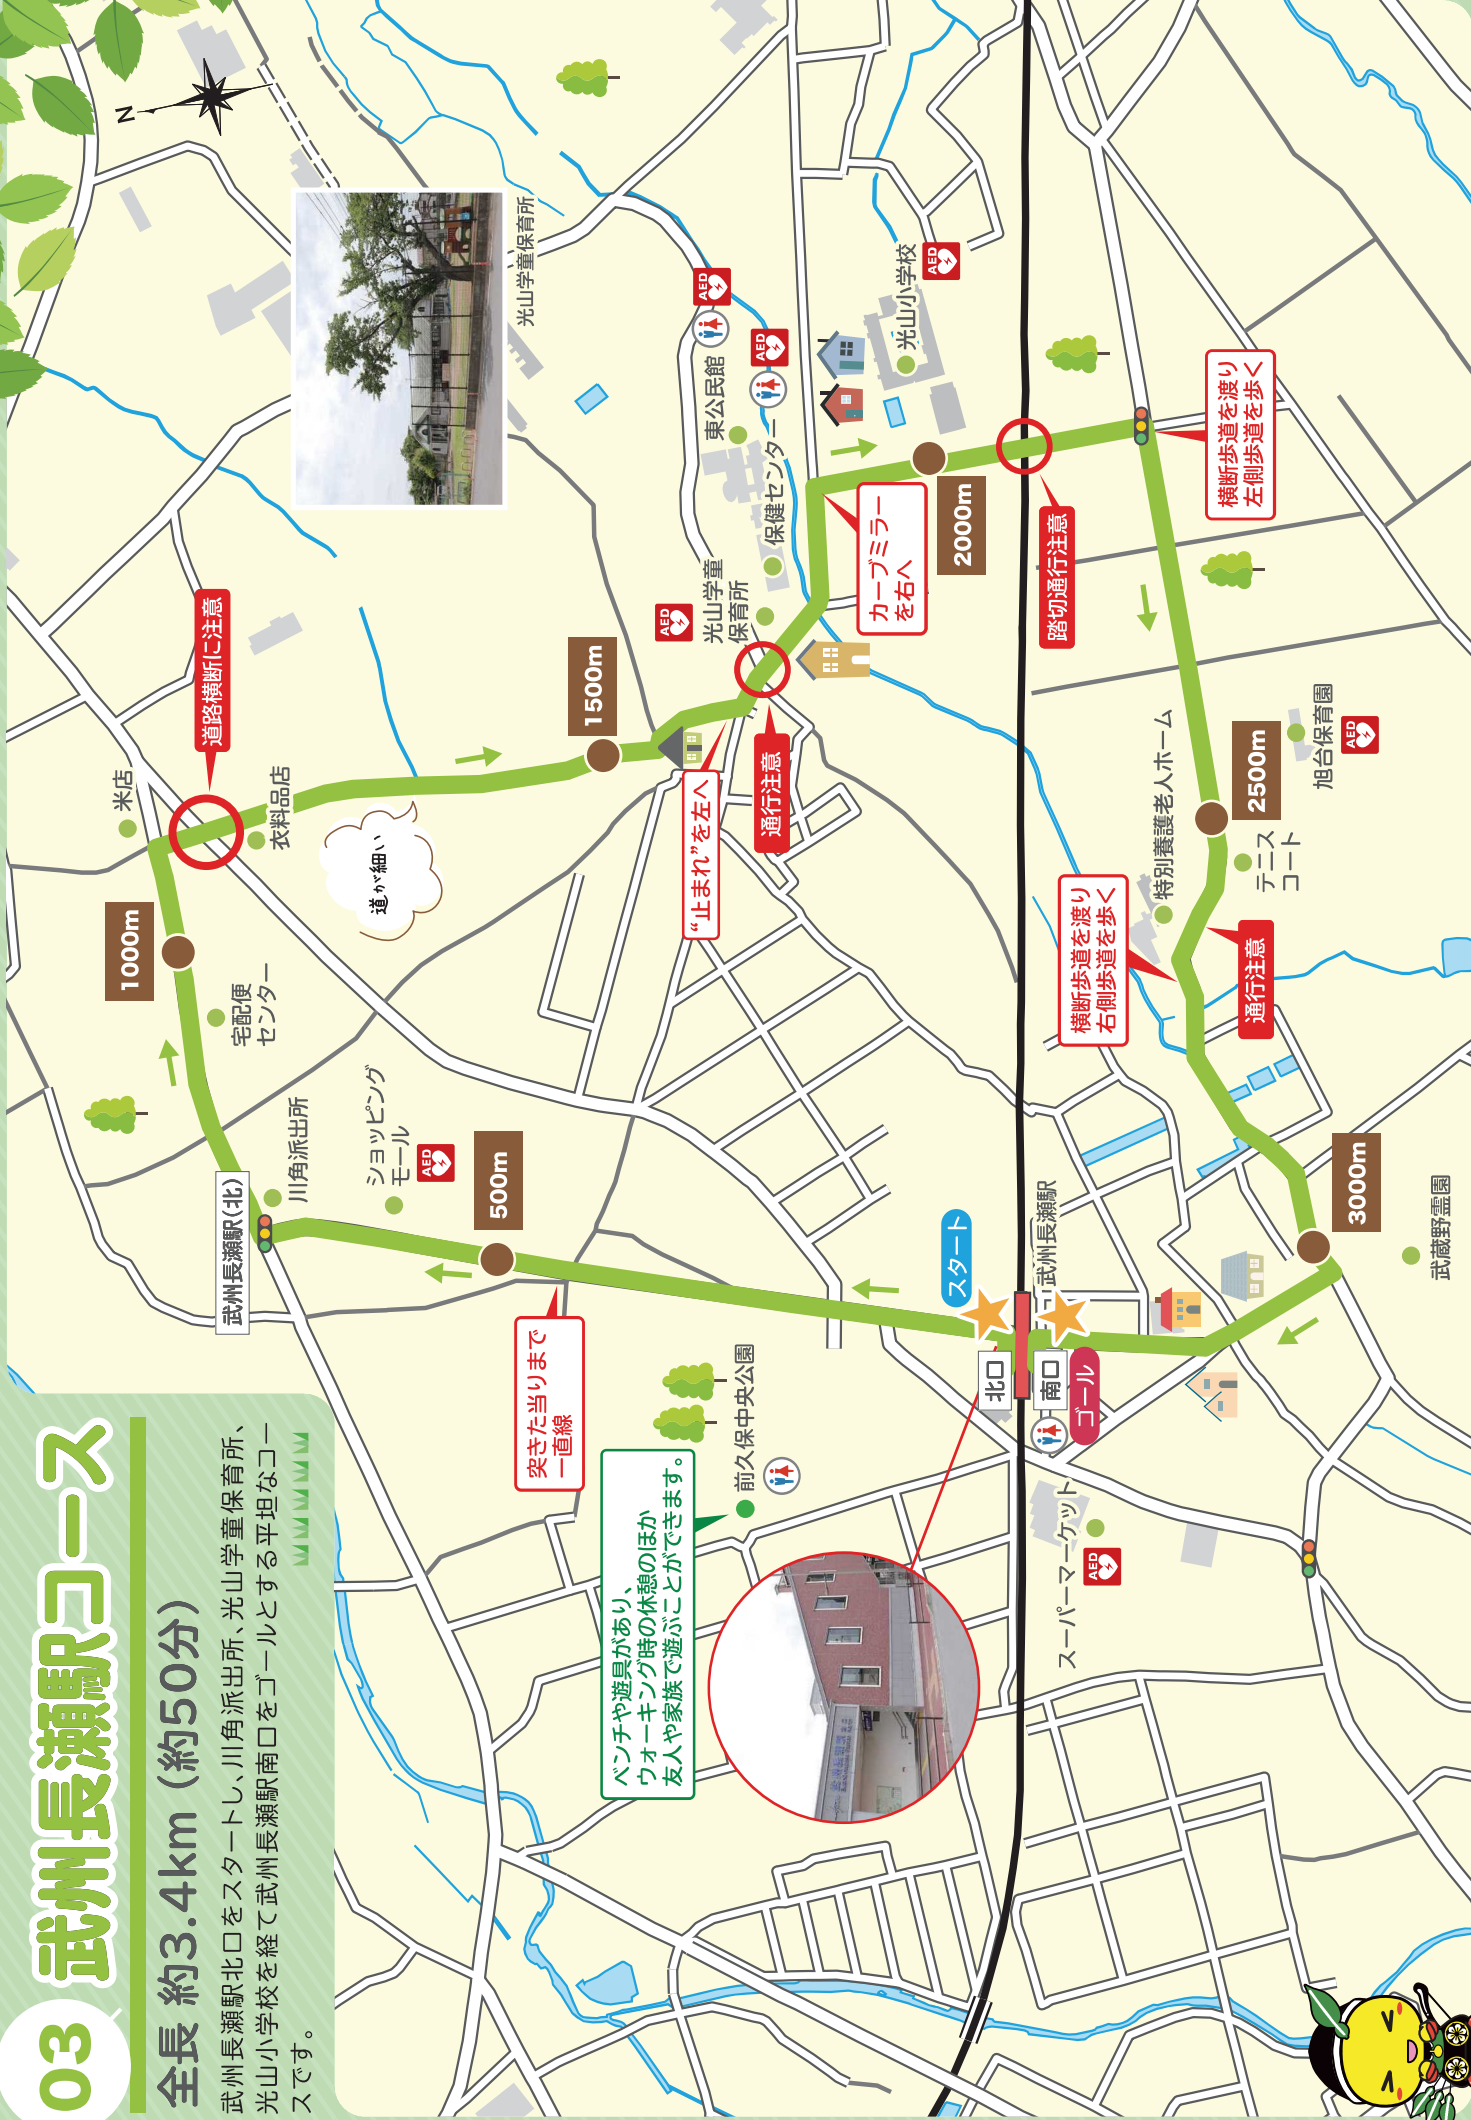 03
武州長瀬駅コース
全長 約3.4km (約50分)
武州長瀬駅北口をスタートし、川角派出所、光山学童保育所、
光山小学校を経て武州長瀬駅南口をゴールとする平坦なコー
スです。
N
武州長瀬駅(北)
川角派出所
ショッピング
モール
AED
500m
突きた当りまで
一直線
ベンチや遊具があり、
ウォーキング時の休憩のほか
友人や家族で遊ぶことができます。
前久保中央公園
スタート
北口
南口
ゴール
武州長瀬駅
スーパーマーケット
AED
宅配便
センター
1000m
米店
道路横断に注意
衣料品店
道が細い
1500m
"止まれ"を左へ
通行注意
AED
光山学童
保育所
保健センター
AED
東公民館
AED
光山学童保育所
カーブミラー
を右へ
2000m
光山小学校
AED
踏切通行注意
横断歩道を渡り
左側歩道を歩く
2500m
旭台保育園
AED
テニス
コート
特別養護老人ホーム
横断歩道を渡り
右側歩道を歩く
通行注意
3000m
武蔵野霊園